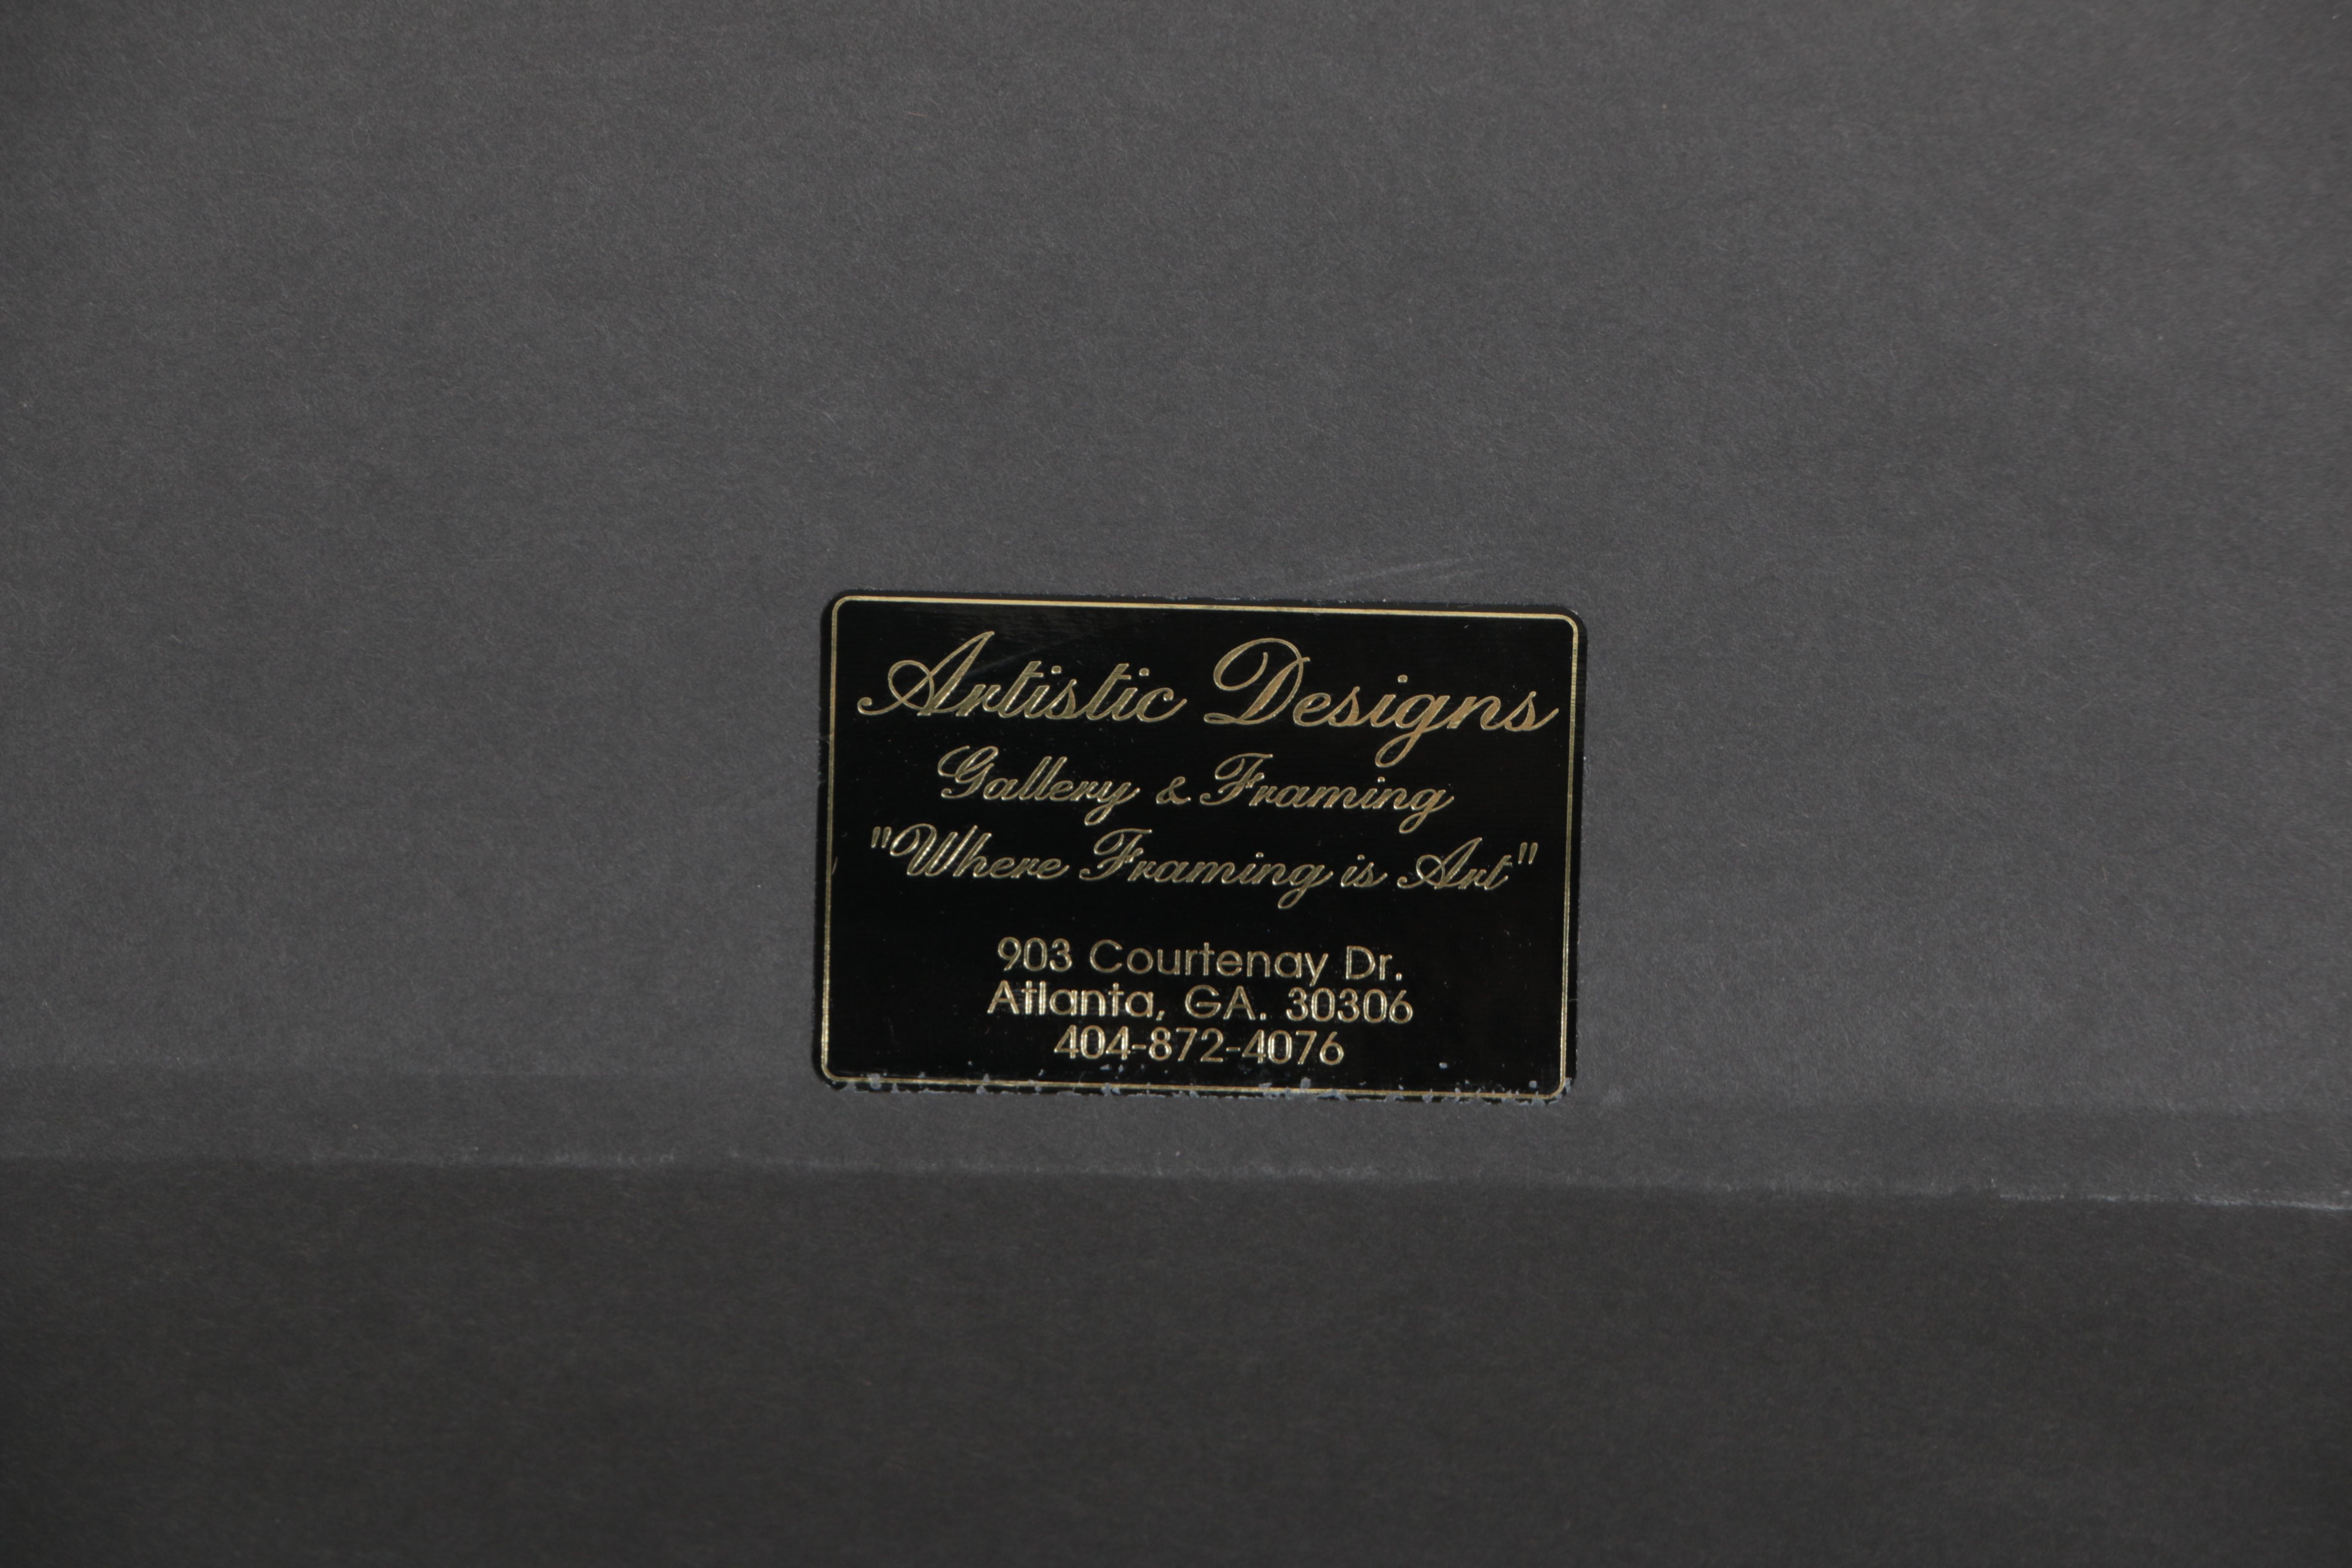 Artistic Designs
Gallery & Framing
"Where Framing is Art"
903 Courtenay Dr.
Atlanta, GA. 30306
404-872-4076